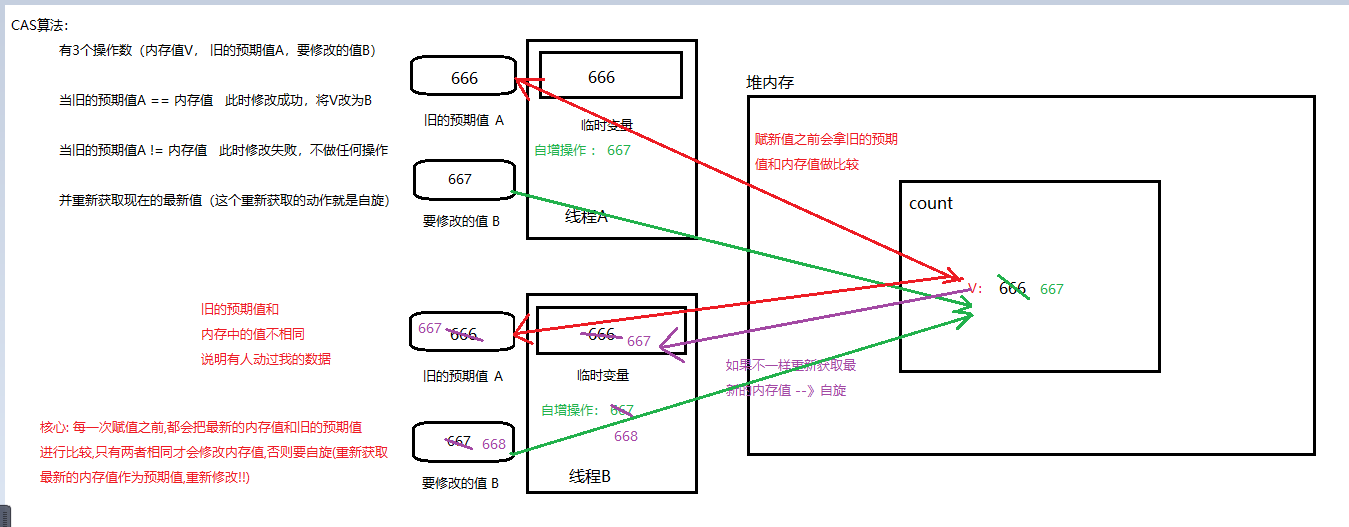 CAS算法:
有3个操作数（内存值V， 旧的预期值A，要修改的值B）
当旧的预期值A == 内存值 此时修改成功，将V改为B
当旧的预期值A != 内存值 此时修改失败，不做任何操作
并重新获取现在的最新值（这个重新获取的动作就是自旋）
666
旧的预期值 A
667
要修改的值 B
666
临时变量
自增操作 ： 667
线程A
堆内存
赋新值之前会拿旧的预期
值和内存值做比较
count
V:
666
667
旧的预期值和
内存中的值不相同
说明有人动过我的数据
667
666
旧的预期值 A
666
667
临时变量
如果不一样重新获取最
新的内存值 --》自旋
自增操作： 667
668
核心: 每一次赋值之前,都会把最新的内存值和旧的预期值
进行比较,只有两者相同才会修改内存值,否则要自旋(重新获取
最新的内存值作为预期值,重新修改!!)
667
668
要修改的值 B
线程B